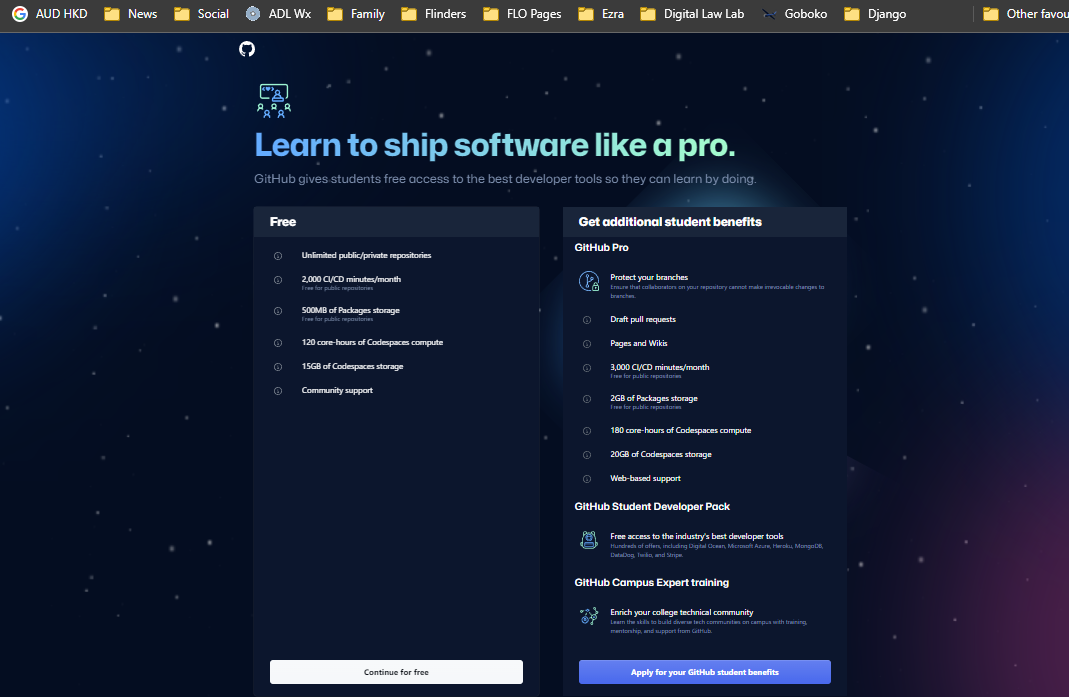 AUD HKD
News
Social
ADL Wx
Family
Flinders
FLO Pages
Ezra
Digital Law Lab
Goboko
Django
Other favou
Learn to ship software like a pro.
GitHub gives students free access to the best developer tools so they can learn by doing.
Free
Unlimited public/private repositories
2,000 CI/CD minutes/month
Free for public repositories
500MB of Packages storage
Free for public repositories
120 core-hours of Codespaces compute
15GB of Codespaces storage
Community support
Continue for free
Get additional student benefits
GitHub Pro
Protect your branches
Ensure that collaborators on your repository cannot make irrevocable changes to
branches.
Draft pull requests
Pages and Wikis
3,000 CI/CD minutes/month
Free for public repositories
2GB of Packages storage
Free for public repositories
180 core-hours of Codespaces compute
20GB of Codespaces storage
Web-based support
GitHub Student Developer Pack
Free access to the industry's best developer tools
Hundreds of offers, including Digital Ocean, Microsoft Azure, Heroku, MongoDB,
DataDog, Twilio, and Stripe.
GitHub Campus Expert training
Enrich your college technical community
Learn the skills to build diverse tech communities on campus with training,
mentorship, and support from GitHub.
Apply for your GitHub student benefits